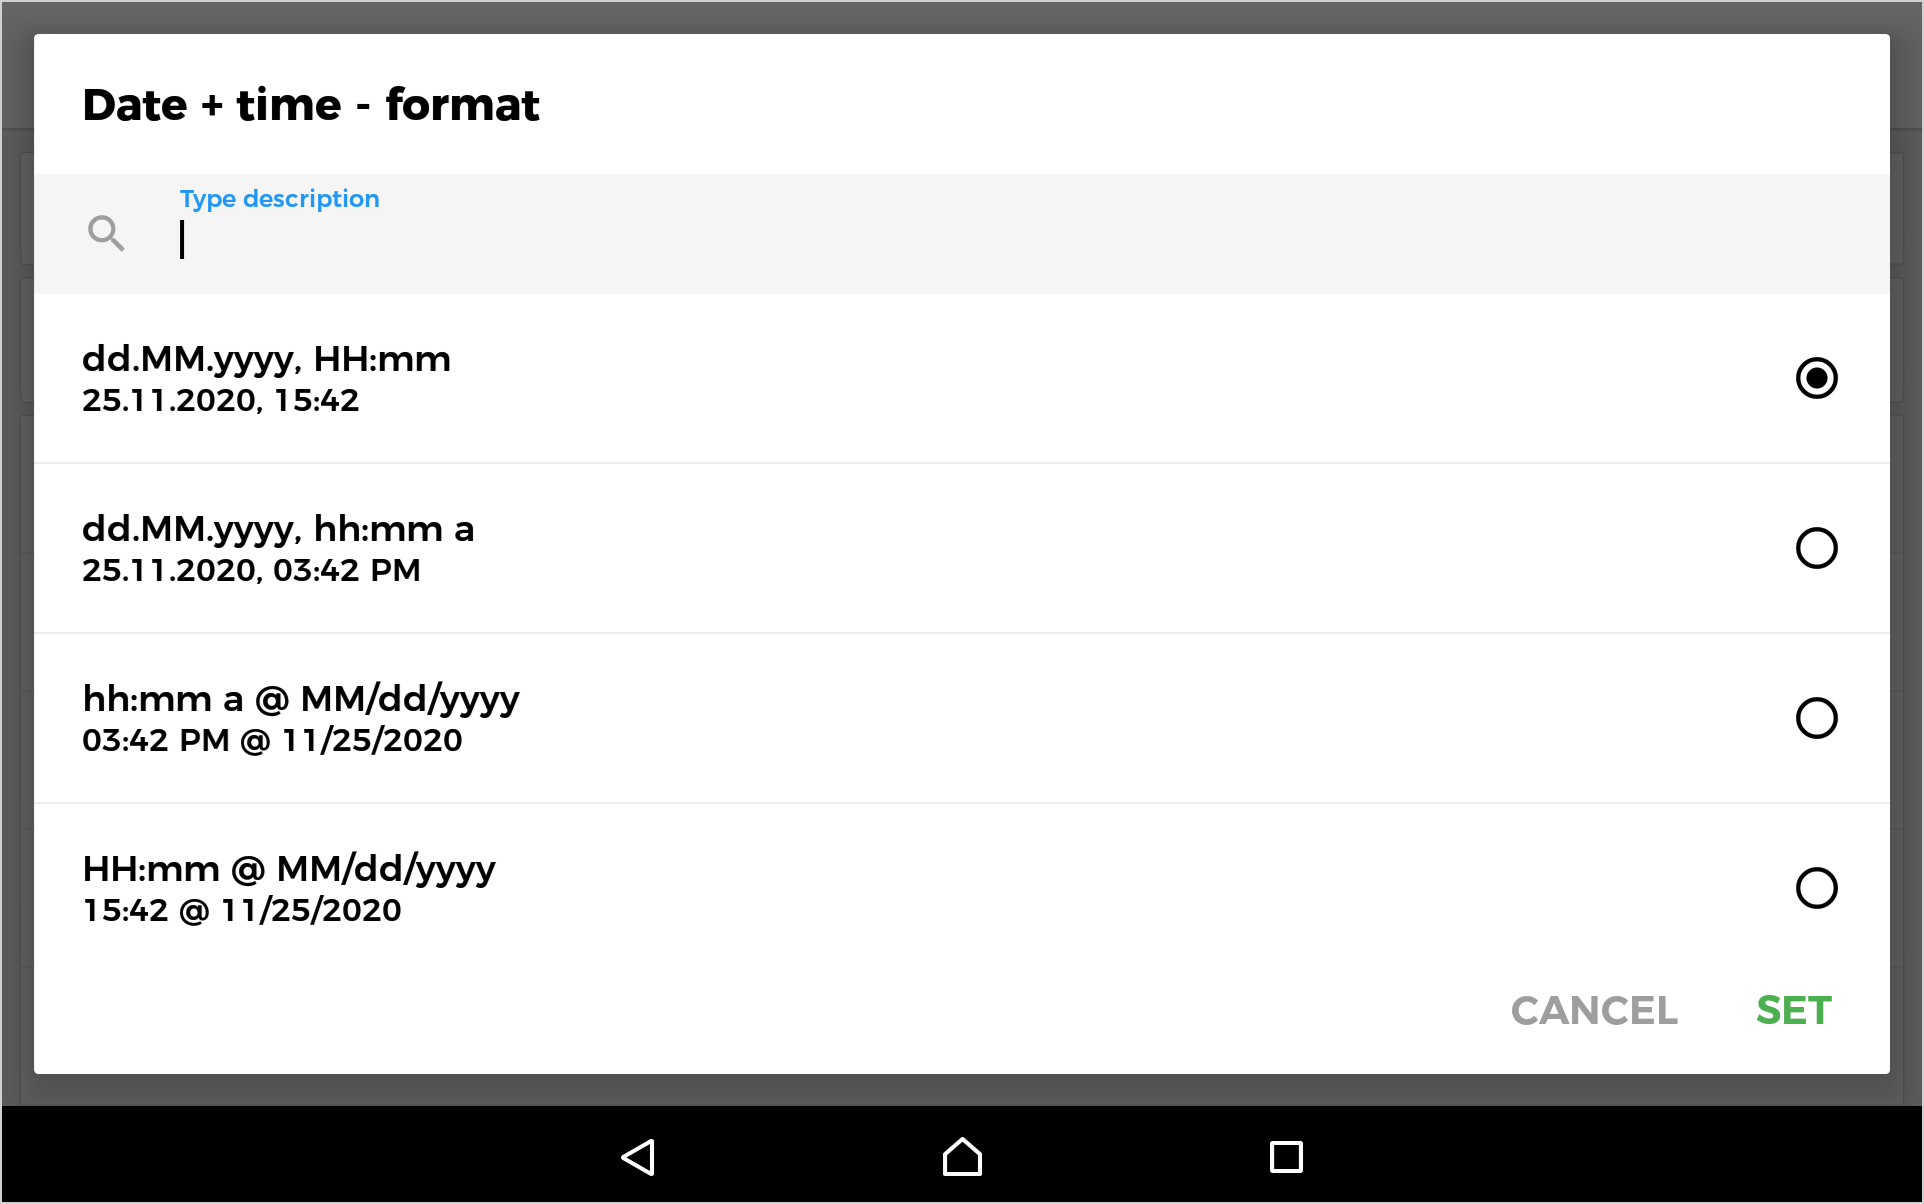 Date + time - format
Type description
dd.MM.yyyy, HH:mm
25.11.2020, 15:42
dd.MM.yyyy, hh:mm a
25.11.2020, 03:42 PM
hh:mm a @ MM/dd/yyyy
03:42 PM @ 11/25/2020
HH:mm @ MM/dd/yyyy
15:42 @ 11/25/2020
CANCEL SET